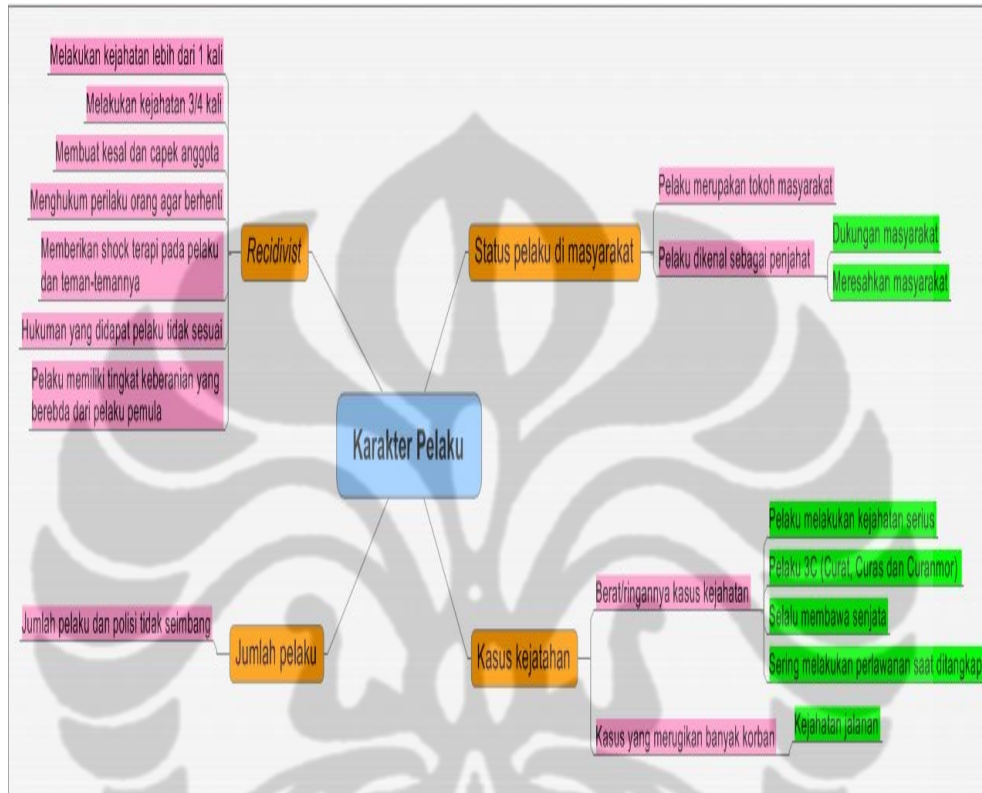 Melakukan kejahatan lebih dari 1 kali
Melakukan kejahatan 3/4 kali
Membuat kesal dan capek anggota
Menghukum perilaku orang agar berhenti
Memberikan shock terapi pada pelaku
dan teman-temannya
Hukuman yang didapat pelaku tidak sesuai
Pelaku memiliki tingkat keberanian yang
berebda dari pelaku pemula
Recidivist
Status pelaku di masyarakat
Pelaku merupakan tokoh masyarakat
Pelaku dikenal sebagai penjahat
Dukungan masyarakat
Meresahkan masyarakat
Karakter Pelaku
Jumlah pelaku dan polisi tidak seimbang
Jumlah pelaku
Kasus kejatahan
Berat/ringannya kasus kejahatan
Pelaku melakukan kejahatan serius
Pelaku 3C (Curat, Curas dan Curanmor)
Selalu membawa senjata
Sering melakukan perlawanan saat ditangkap
Kasus yang merugikan banyak korban
Kejahatan jalanan